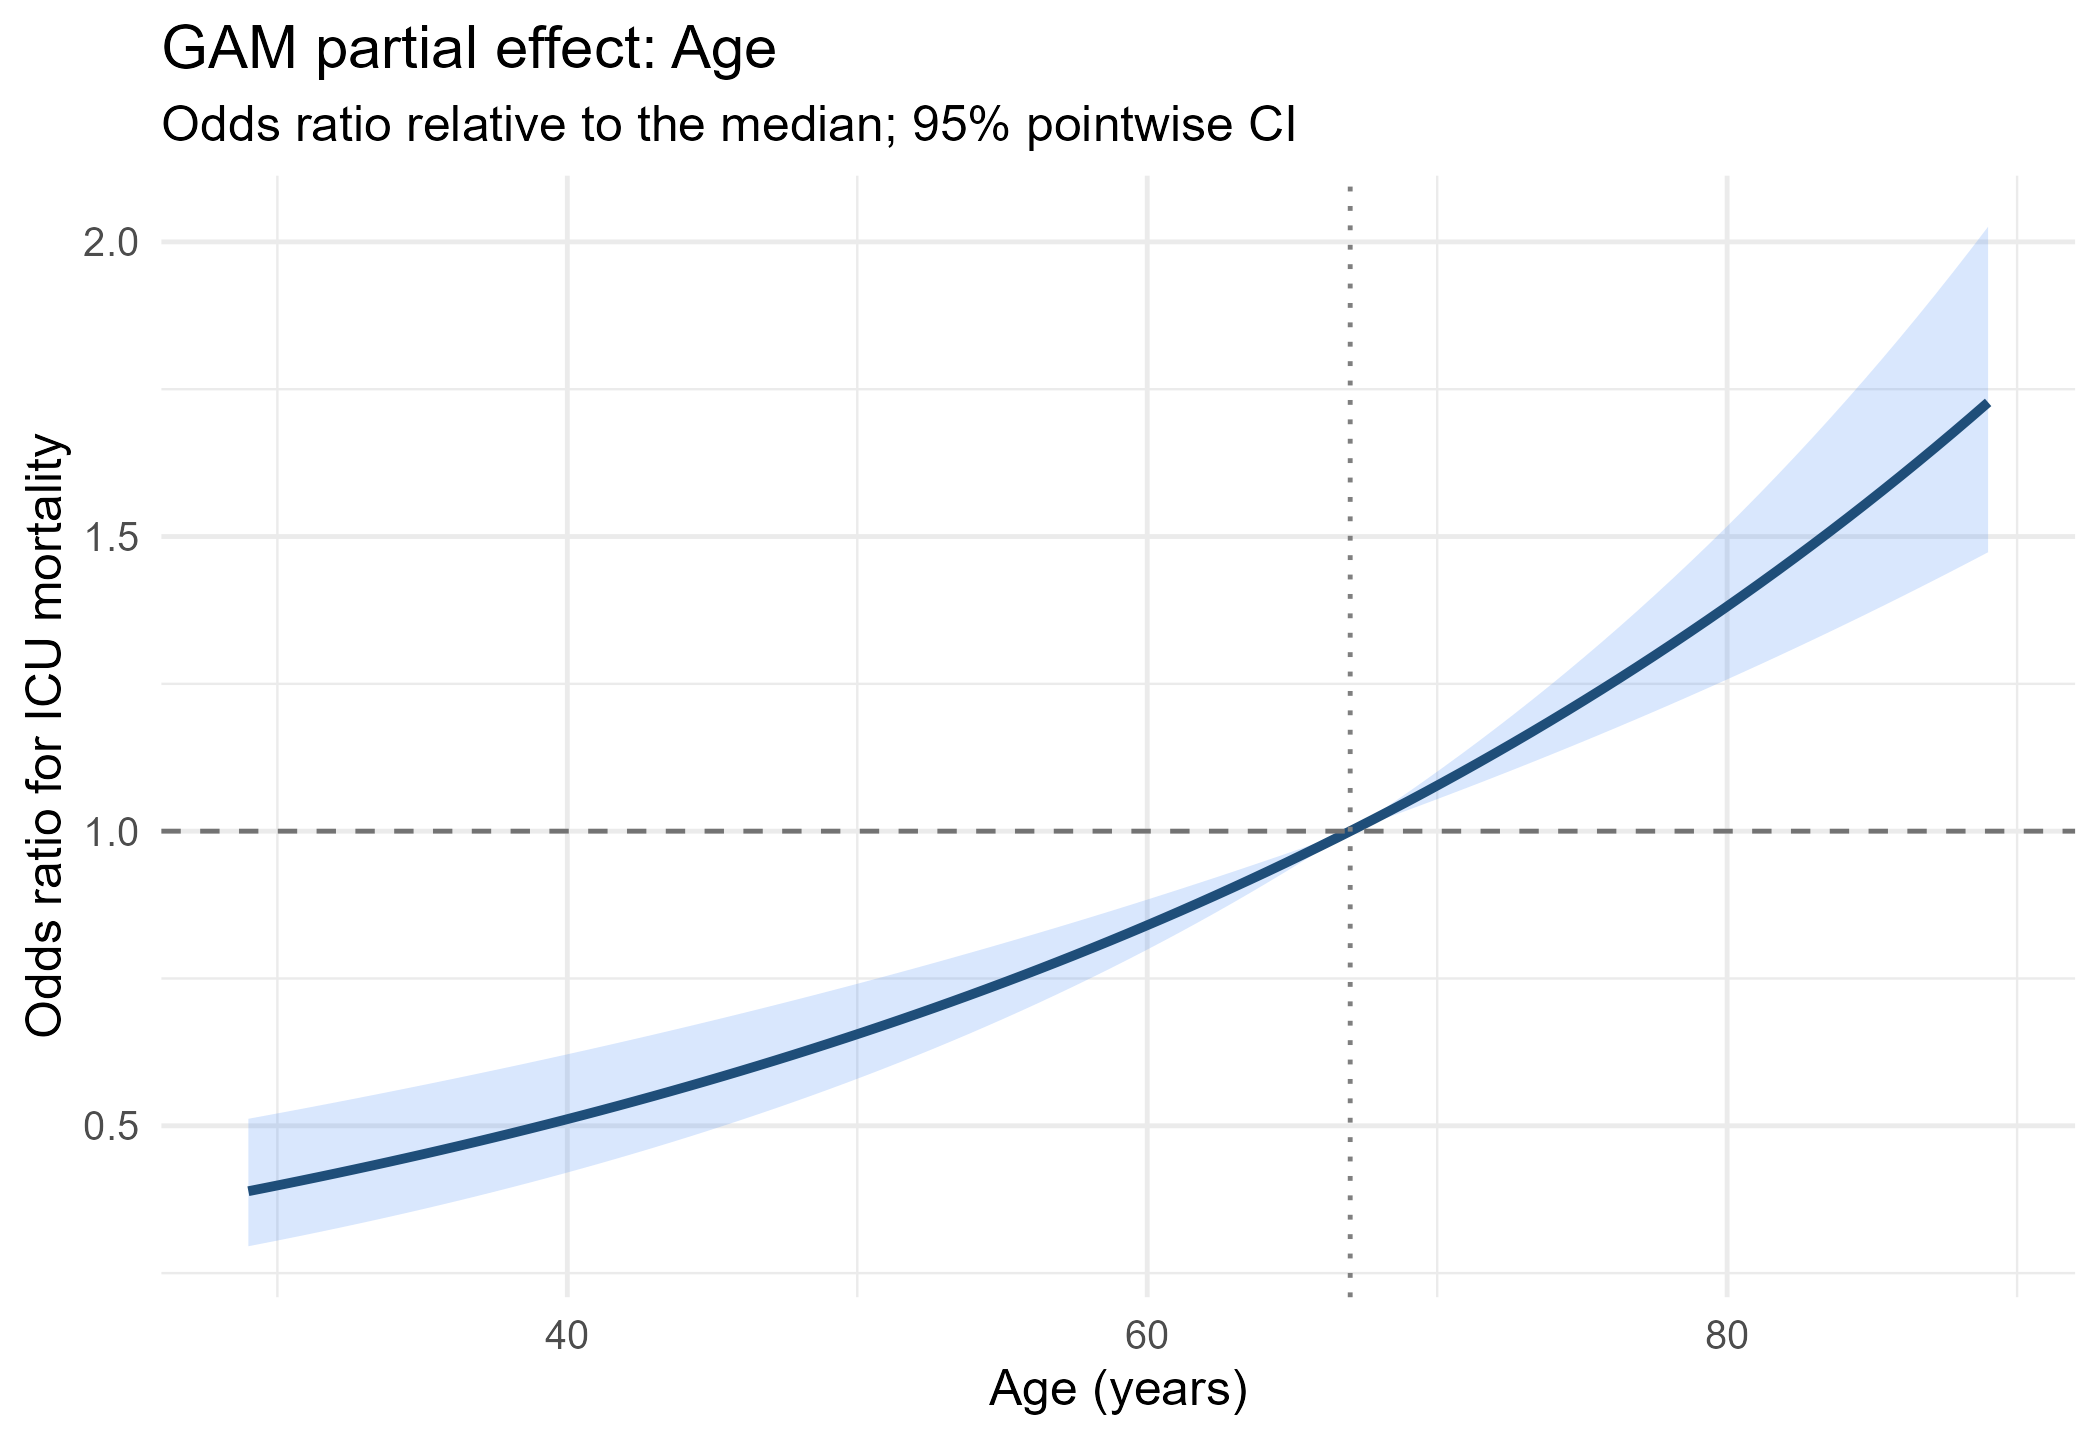 GAM partial effect: Age
Odds ratio relative to the median; 95% pointwise CI
Odds ratio for ICU mortality
2.0
1.5
1.0
0.5
40 60 80
Age (years)